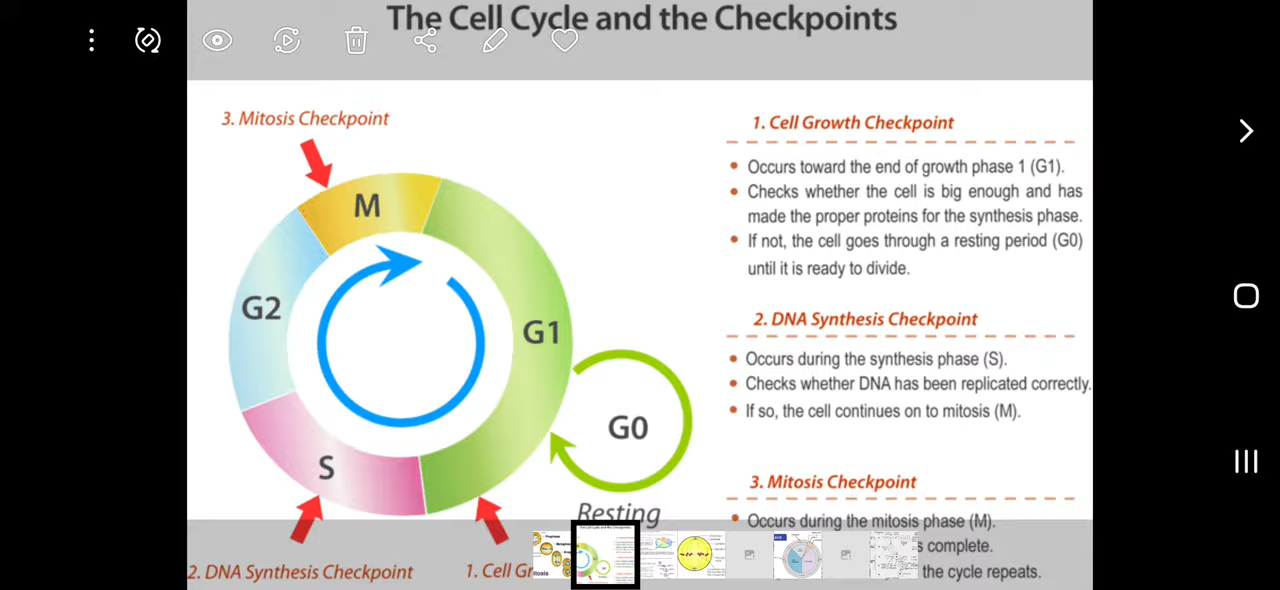 The Cell Cycle and the Checkpoints
3. Mitosis Checkpoint
M
G2
G1
S
G0
Resting
2. DNA Synthesis Checkpoint
1. Cell Gr
1. Cell Growth Checkpoint
• Occurs toward the end of growth phase 1 (G1).
• Checks whether the cell is big enough and has
made the proper proteins for the synthesis phase.
• If not, the cell goes through a resting period (G0)
until it is ready to divide.
2. DNA Synthesis Checkpoint
• Occurs during the synthesis phase (S).
• Checks whether DNA has been replicated correctly.
• If so, the cell continues on to mitosis (M).
3. Mitosis Checkpoint
• Occurs during the mitosis phase (M).
s complete.
the cycle repeats.